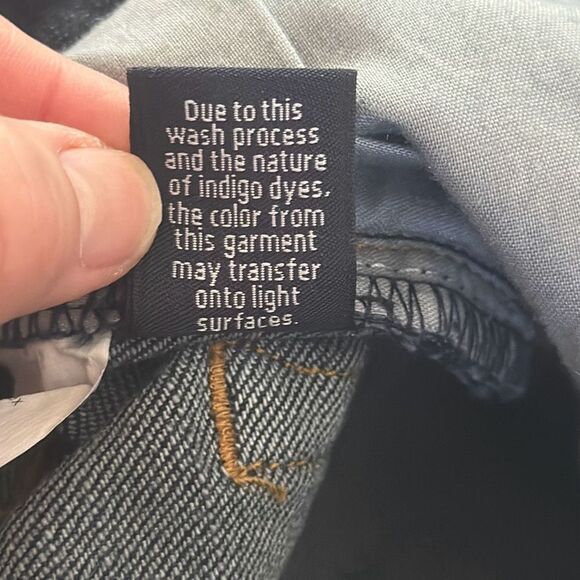 Due to this
wash process
and the nature
of indigo dyes,
the color from
this garment
may transfer
onto light
surfaces.